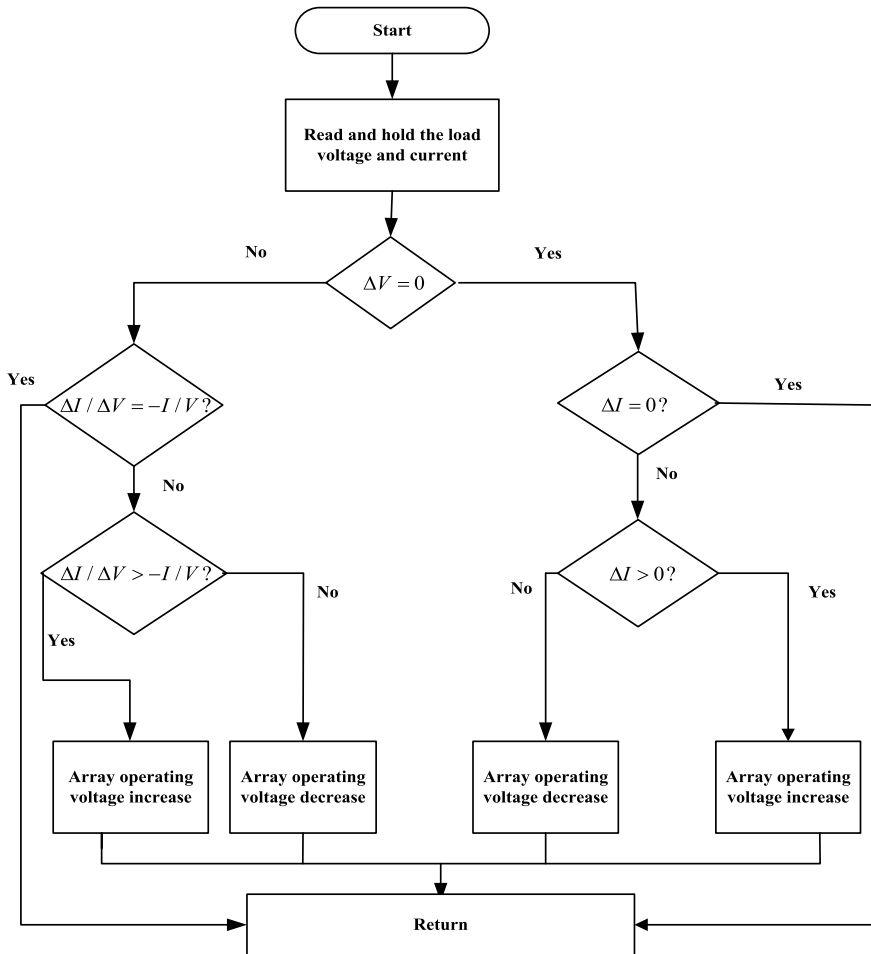 Start
Read and hold the load
voltage and current
No
Yes
ΔV = 0
Yes
ΔI / ΔV = −I / V?
ΔI = 0?
Yes
No
No
ΔI / ΔV > −I / V?
No
Yes
No
ΔI > 0?
Yes
Array operating
voltage increase
Array operating
voltage decrease
Array operating
voltage decrease
Array operating
voltage increase
Return